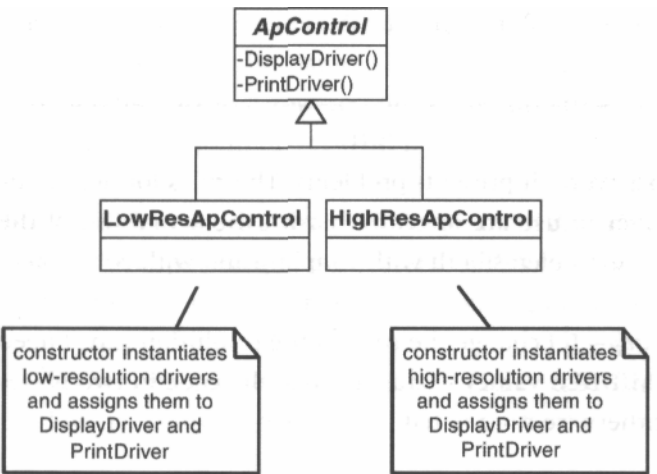 ApControl
-DisplayDriver()
-PrintDriver()
LowResApControl
HighResApControl
constructor instantiates
low-resolution drivers
and assigns them to
DisplayDriver and
PrintDriver
constructor instantiates
high-resolution drivers
and assigns them to
DisplayDriver and
PrintDriver